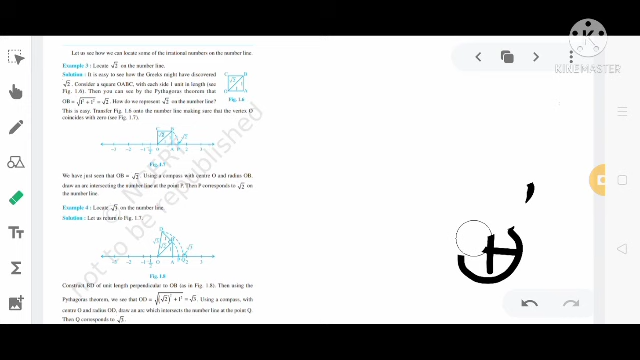 Let us see how we can locate some of the irrational numbers on the number line.
Example 3 : Locate √2 on the number line.
Solution : It is easy to see how the Greeks might have discovered
√2. Consider a square OABC, with each side 1 unit in length (see
Fig. 1.6). Then you can see by the Pythagoras theorem that
OB = √(1² + 1²) = √2. How do we represent √2 on the number line?
Fig. 1.6
This is easy. Transfer Fig. 1.6 onto the number line making sure that the vertex O
coincides with zero (see Fig. 1.7).
Fig. 1.7
We have just seen that OB = √2. Using a compass with centre O and radius OB,
draw an arc intersecting the number line at the point P. Then P corresponds to √2 on
the number line.
Example 4 : Locate √3 on the number line.
Solution : Let us return to Fig. 1.7.
Fig. 1.8
Construct BD of unit length perpendicular to OB (as in Fig. 1.8). Then using the
Pythagoras theorem, we see that OD = √((√2)² + 1²) = √3. Using a compass, with
centre O and radius OD, draw an arc which intersects the number line at the point Q.
Then Q corresponds to √3.
© NCERT
not to be republished
Made with
KINEMASTER
Tт
Σ